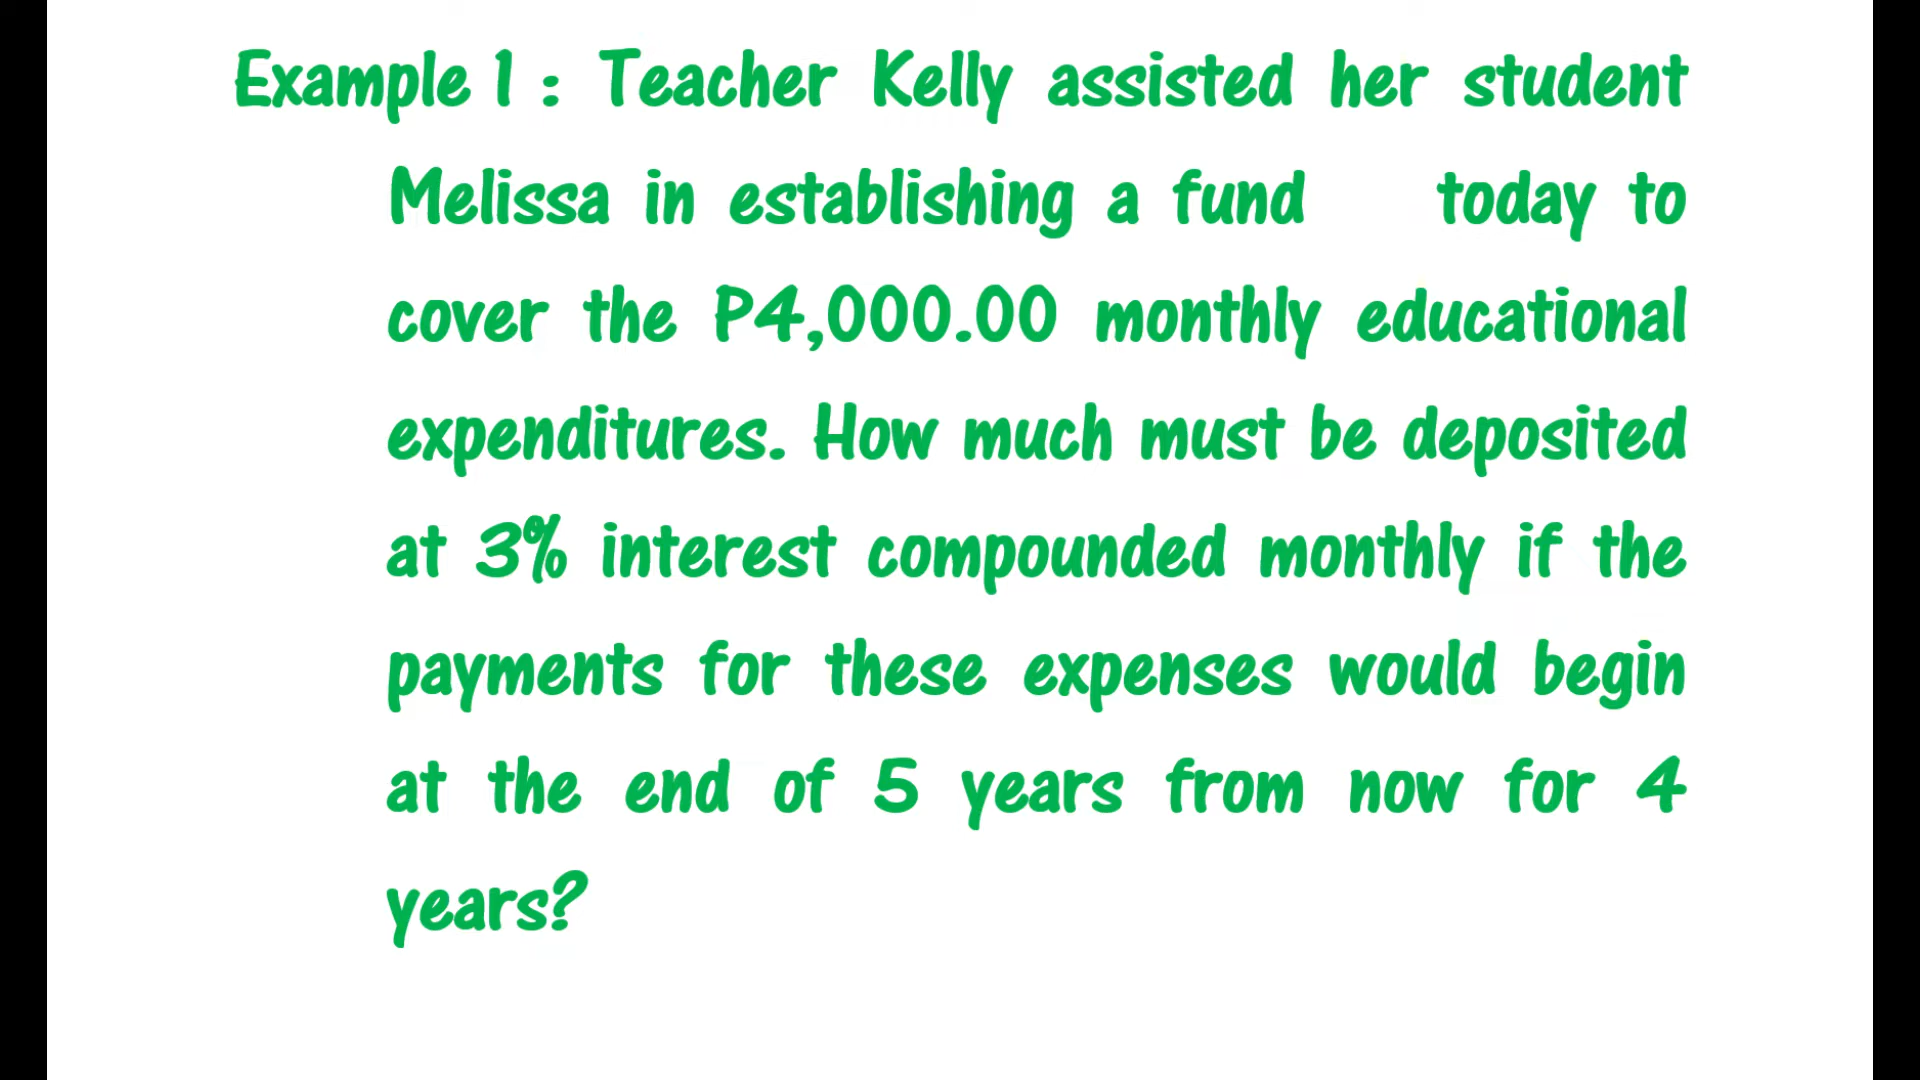 Example 1 : Teacher Kelly assisted her student
Melissa in establishing a fund today to
cover the P4,000.00 monthly educational
expenditures. How much must be deposited
at 3% interest compounded monthly if the
payments for these expenses would begin
at the end of 5 years from now for 4
years?